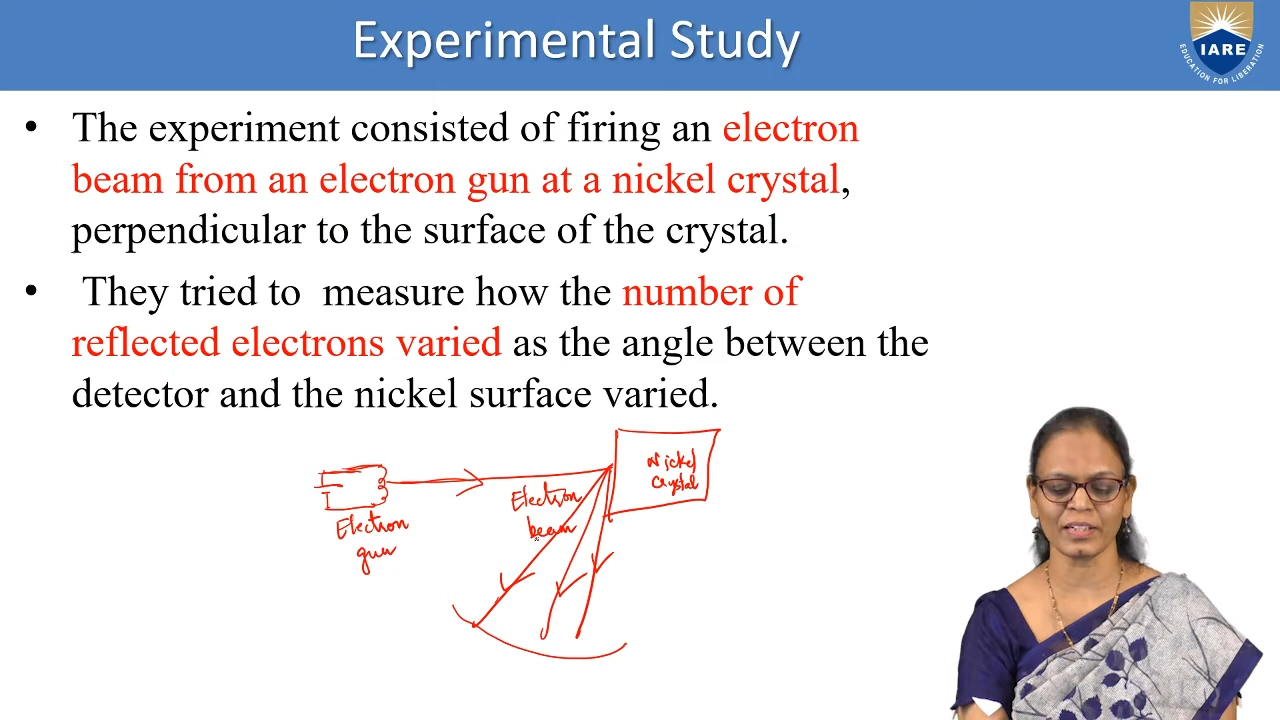 Experimental Study
IARE
EDUCATION FOR LIBERATION
• The experiment consisted of firing an electron
beam from an electron gun at a nickel crystal,
perpendicular to the surface of the crystal.
• They tried to measure how the number of
reflected electrons varied as the angle between the
detector and the nickel surface varied.
Nickel
Crystal
Electron
beam
Electron
gun